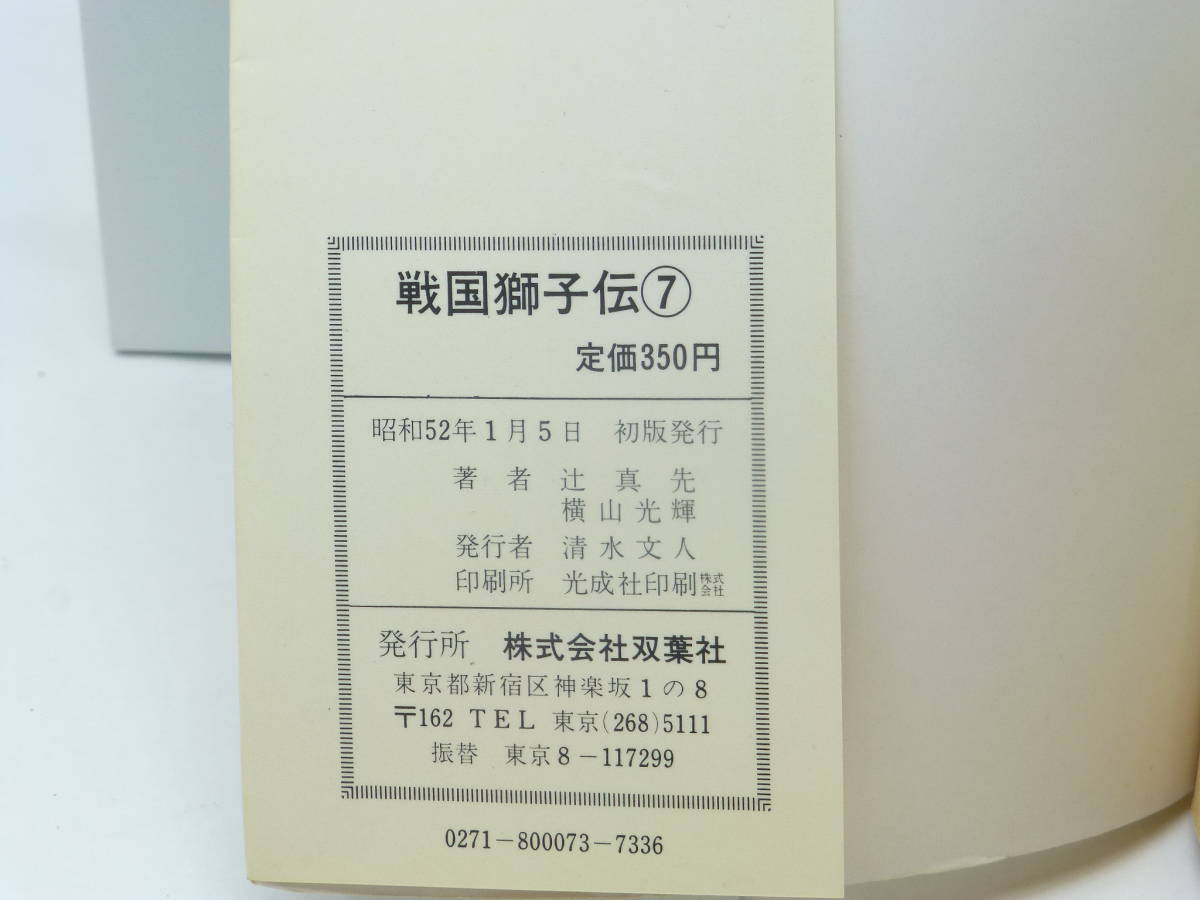 戦国獅子伝⑦
定価350円
昭和52年1月5日 初版発行
著者 辻真先
横山光輝
発行者 清水文人
印刷所 光成社印刷株式会社
発行所 株式会社双葉社
東京都新宿区神楽坂1の8
〒162 TEL 東京(268)5111
振替 東京8-117299
0271-800073-7336